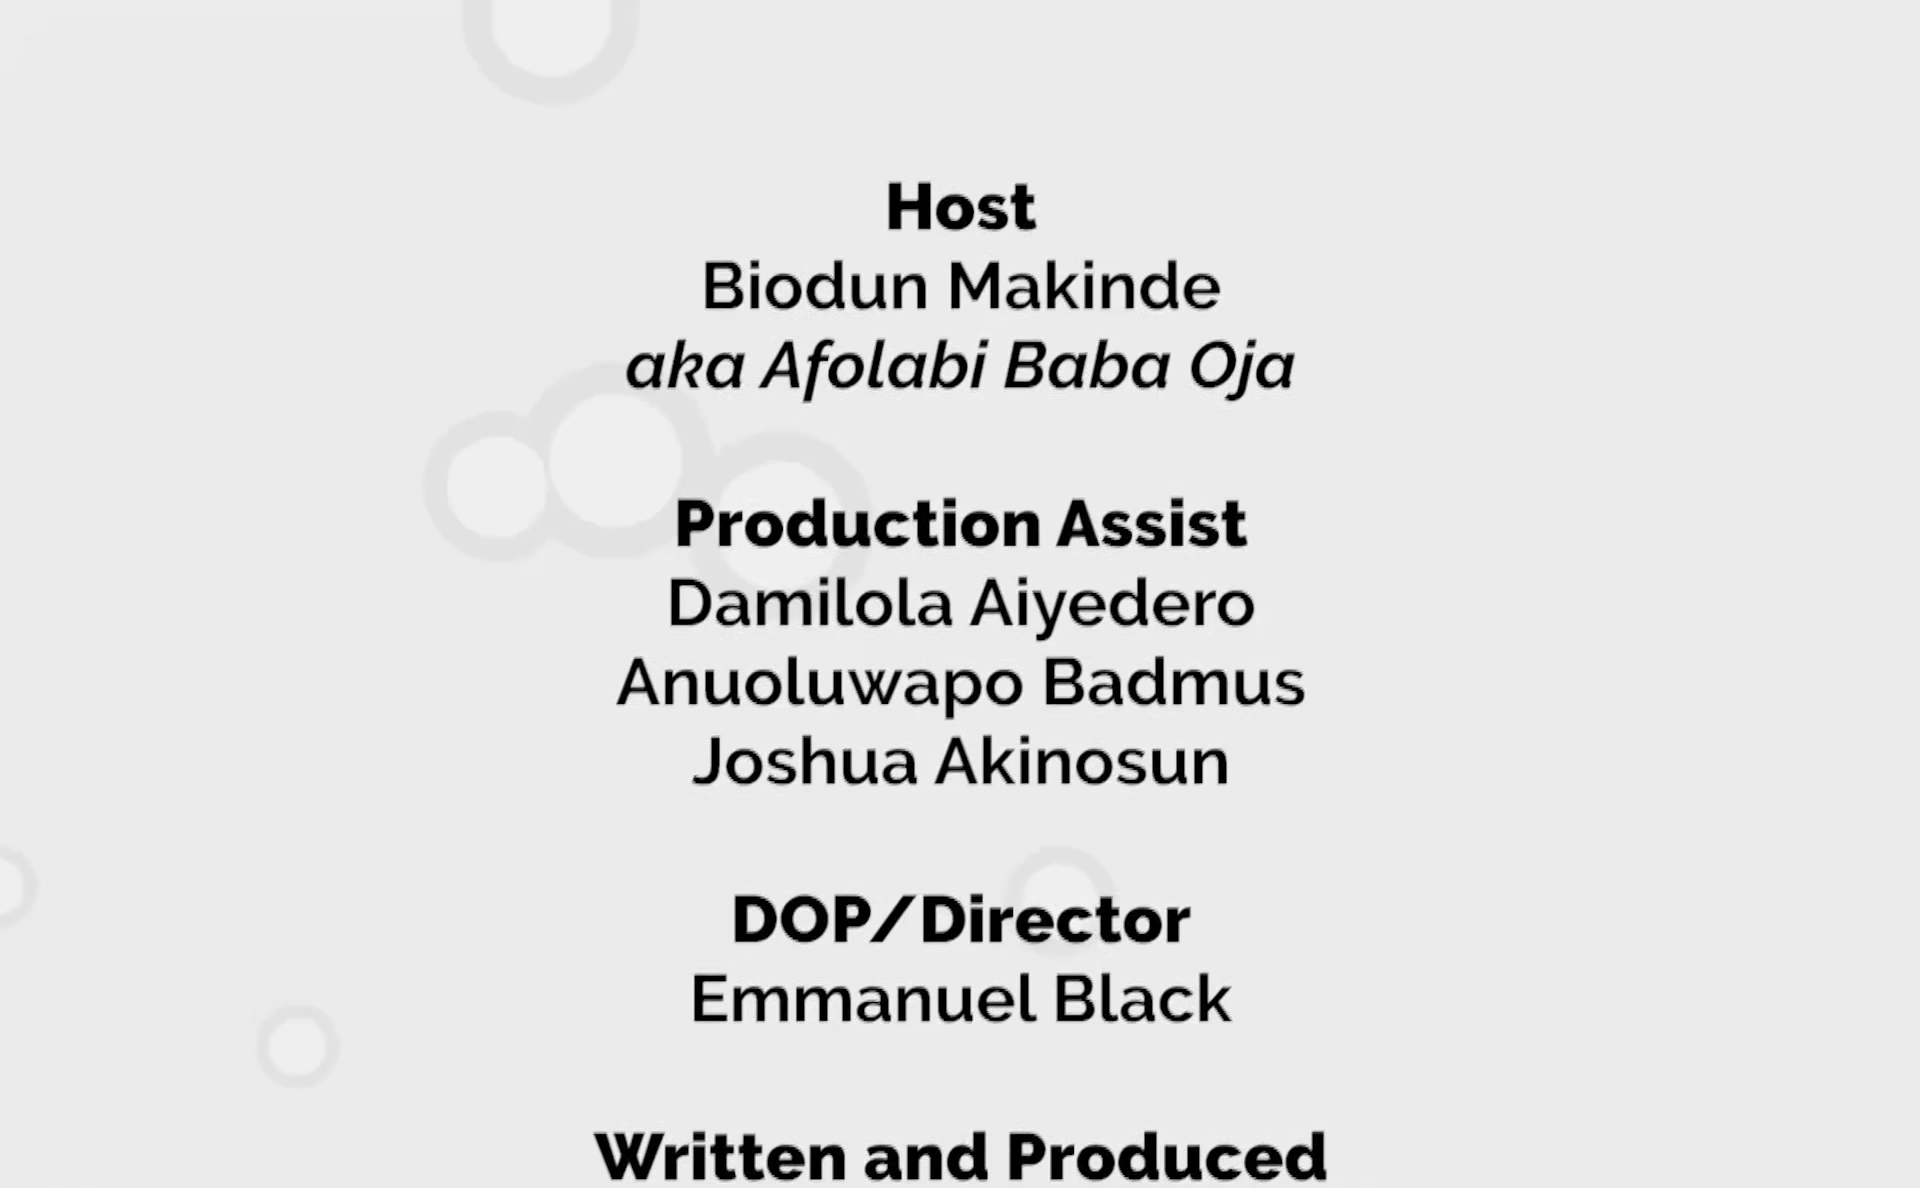 Host
Biodun Makinde
aka Afolabi Baba Oja
Production Assist
Damilola Aiyedero
Anuoluwapo Badmus
Joshua Akinosun
DOP/Director
Emmanuel Black
Written and Produced